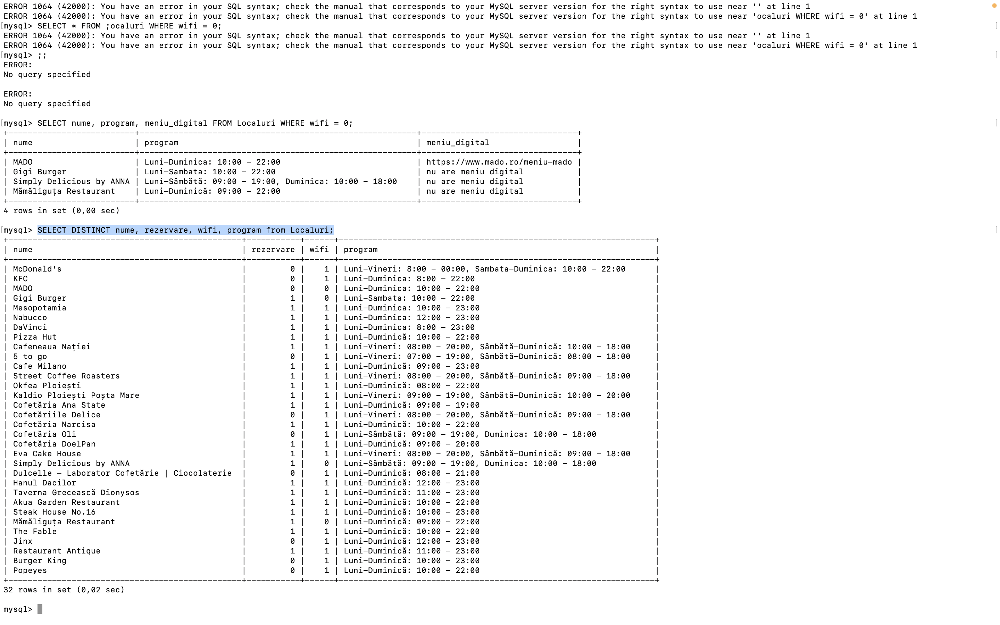 ERROR 1064 (42000): You have an error in your SQL syntax; check the manual that corresponds to your MySQL server version for the right syntax to use near '' at line 1
ERROR 1064 (42000): You have an error in your SQL syntax; check the manual that corresponds to your MySQL server version for the right syntax to use near 'ocaluri WHERE wifi = 0' at line 1
[mysql> SELECT * FROM ;ocaluri WHERE wifi = 0; ]
ERROR 1064 (42000): You have an error in your SQL syntax; check the manual that corresponds to your MySQL server version for the right syntax to use near '' at line 1
ERROR 1064 (42000): You have an error in your SQL syntax; check the manual that corresponds to your MySQL server version for the right syntax to use near 'ocaluri WHERE wifi = 0' at line 1
[mysql> ;; ]
ERROR:
No query specified
ERROR:
No query specified
[mysql> SELECT nume, program, meniu_digital FROM Localuri WHERE wifi = 0; ]
| nume | program | meniu_digital |
| MADO | Luni-Duminica: 10:00 - 22:00 | https://www.mado.ro/meniu-mado |
| Gigi Burger | Luni-Sambata: 10:00 - 22:00 | nu are meniu digital |
| Simply Delicious by ANNA | Luni-Sâmbătă: 09:00 - 19:00, Duminica: 10:00 - 18:00 | nu are meniu digital |
| Mămăliguța Restaurant | Luni-Duminică: 09:00 - 22:00 | nu are meniu digital |
4 rows in set (0,00 sec)
[mysql> SELECT DISTINCT nume, rezervare, wifi, program from Localuri; ]
| nume | rezervare | wifi | program |
| McDonald's | 0 | 1 | Luni-Vineri: 8:00 - 00:00, Sambata-Duminica: 10:00 - 22:00 |
| KFC | 0 | 1 | Luni-Duminica: 8:00 - 22:00 |
| MADO | 0 | 0 | Luni-Duminica: 10:00 - 22:00 |
| Gigi Burger | 1 | 0 | Luni-Sambata: 10:00 - 22:00 |
| Mesopotamia | 1 | 1 | Luni-Duminica: 10:00 - 23:00 |
| Nabucco | 1 | 1 | Luni-Duminica: 12:00 - 23:00 |
| DaVinci | 1 | 1 | Luni-Duminica: 8:00 - 23:00 |
| Pizza Hut | 1 | 1 | Luni-Duminică: 10:00 - 22:00 |
| Cafeneaua Nației | 1 | 1 | Luni-Vineri: 08:00 - 20:00, Sâmbătă-Duminică: 10:00 - 18:00 |
| 5 to go | 0 | 1 | Luni-Vineri: 07:00 - 19:00, Sâmbătă-Duminică: 08:00 - 18:00 |
| Cafe Milano | 1 | 1 | Luni-Duminică: 09:00 - 23:00 |
| Street Coffee Roasters | 1 | 1 | Luni-Vineri: 08:00 - 20:00, Sâmbătă-Duminică: 09:00 - 18:00 |
| Okfea Ploiești | 1 | 1 | Luni-Duminică: 08:00 - 22:00 |
| Kaldio Ploiești Poșta Mare | 1 | 1 | Luni-Vineri: 09:00 - 19:00, Sâmbătă-Duminică: 10:00 - 20:00 |
| Cofetăria Ana State | 1 | 1 | Luni-Duminică: 09:00 - 19:00 |
| Cofetăriile Delice | 0 | 1 | Luni-Vineri: 08:00 - 20:00, Sâmbătă-Duminică: 09:00 - 18:00 |
| Cofetăria Narcisa | 1 | 1 | Luni-Duminică: 10:00 - 22:00 |
| Cofetăria Oli | 0 | 1 | Luni-Sâmbătă: 09:00 - 19:00, Duminica: 10:00 - 18:00 |
| Cofetăria DoelPan | 1 | 1 | Luni-Duminică: 09:00 - 20:00 |
| Eva Cake House | 1 | 1 | Luni-Vineri: 08:00 - 20:00, Sâmbătă-Duminică: 09:00 - 18:00 |
| Simply Delicious by ANNA | 1 | 0 | Luni-Sâmbătă: 09:00 - 19:00, Duminica: 10:00 - 18:00 |
| Dulcelle - Laborator Cofetărie | Ciocolaterie | 0 | 1 | Luni-Duminică: 08:00 - 21:00 |
| Hanul Dacilor | 1 | 1 | Luni-Duminică: 12:00 - 23:00 |
| Taverna Grecească Dionysos | 1 | 1 | Luni-Duminică: 11:00 - 23:00 |
| Akua Garden Restaurant | 1 | 1 | Luni-Duminică: 10:00 - 22:00 |
| Steak House No.16 | 1 | 1 | Luni-Duminică: 10:00 - 23:00 |
| Mămăliguța Restaurant | 1 | 0 | Luni-Duminică: 09:00 - 22:00 |
| The Fable | 1 | 1 | Luni-Duminică: 10:00 - 22:00 |
| Jinx | 0 | 1 | Luni-Duminică: 12:00 - 23:00 |
| Restaurant Antique | 1 | 1 | Luni-Duminică: 11:00 - 23:00 |
| Burger King | 0 | 1 | Luni-Duminică: 10:00 - 23:00 |
| Popeyes | 0 | 1 | Luni-Duminică: 10:00 - 22:00 |
32 rows in set (0,02 sec)
mysql>